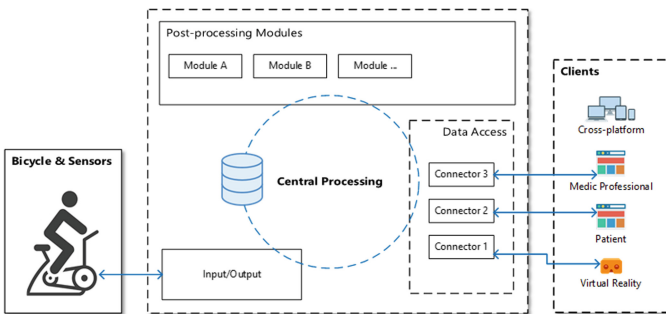 Post-processing Modules
Module A
Module B
Module ...
Clients
Cross-platform
Data Access
Bicycle & Sensors
Central Processing
Connector 3
Medic Professional
Connector 2
Patient
Connector 1
Input/Output
Virtual Reality